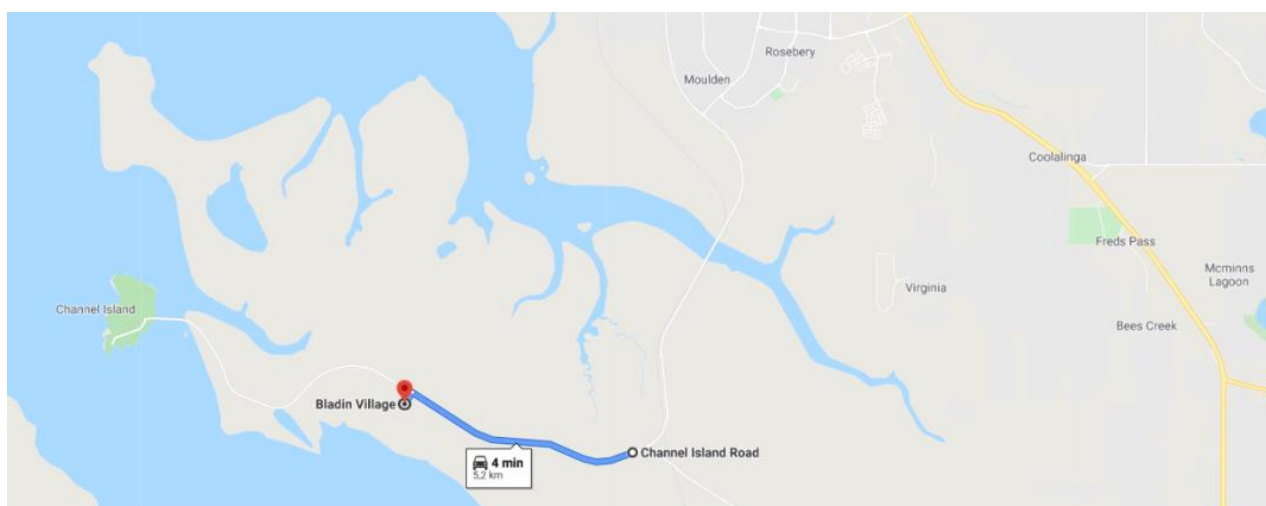 Rosebery
Moulden
Coolalinga
Freds Pass
Mcminns
Lagoon
Virginia
Channel Island
Bees Creek
Bladin Village
Channel Island Road
4 min
5,2 km